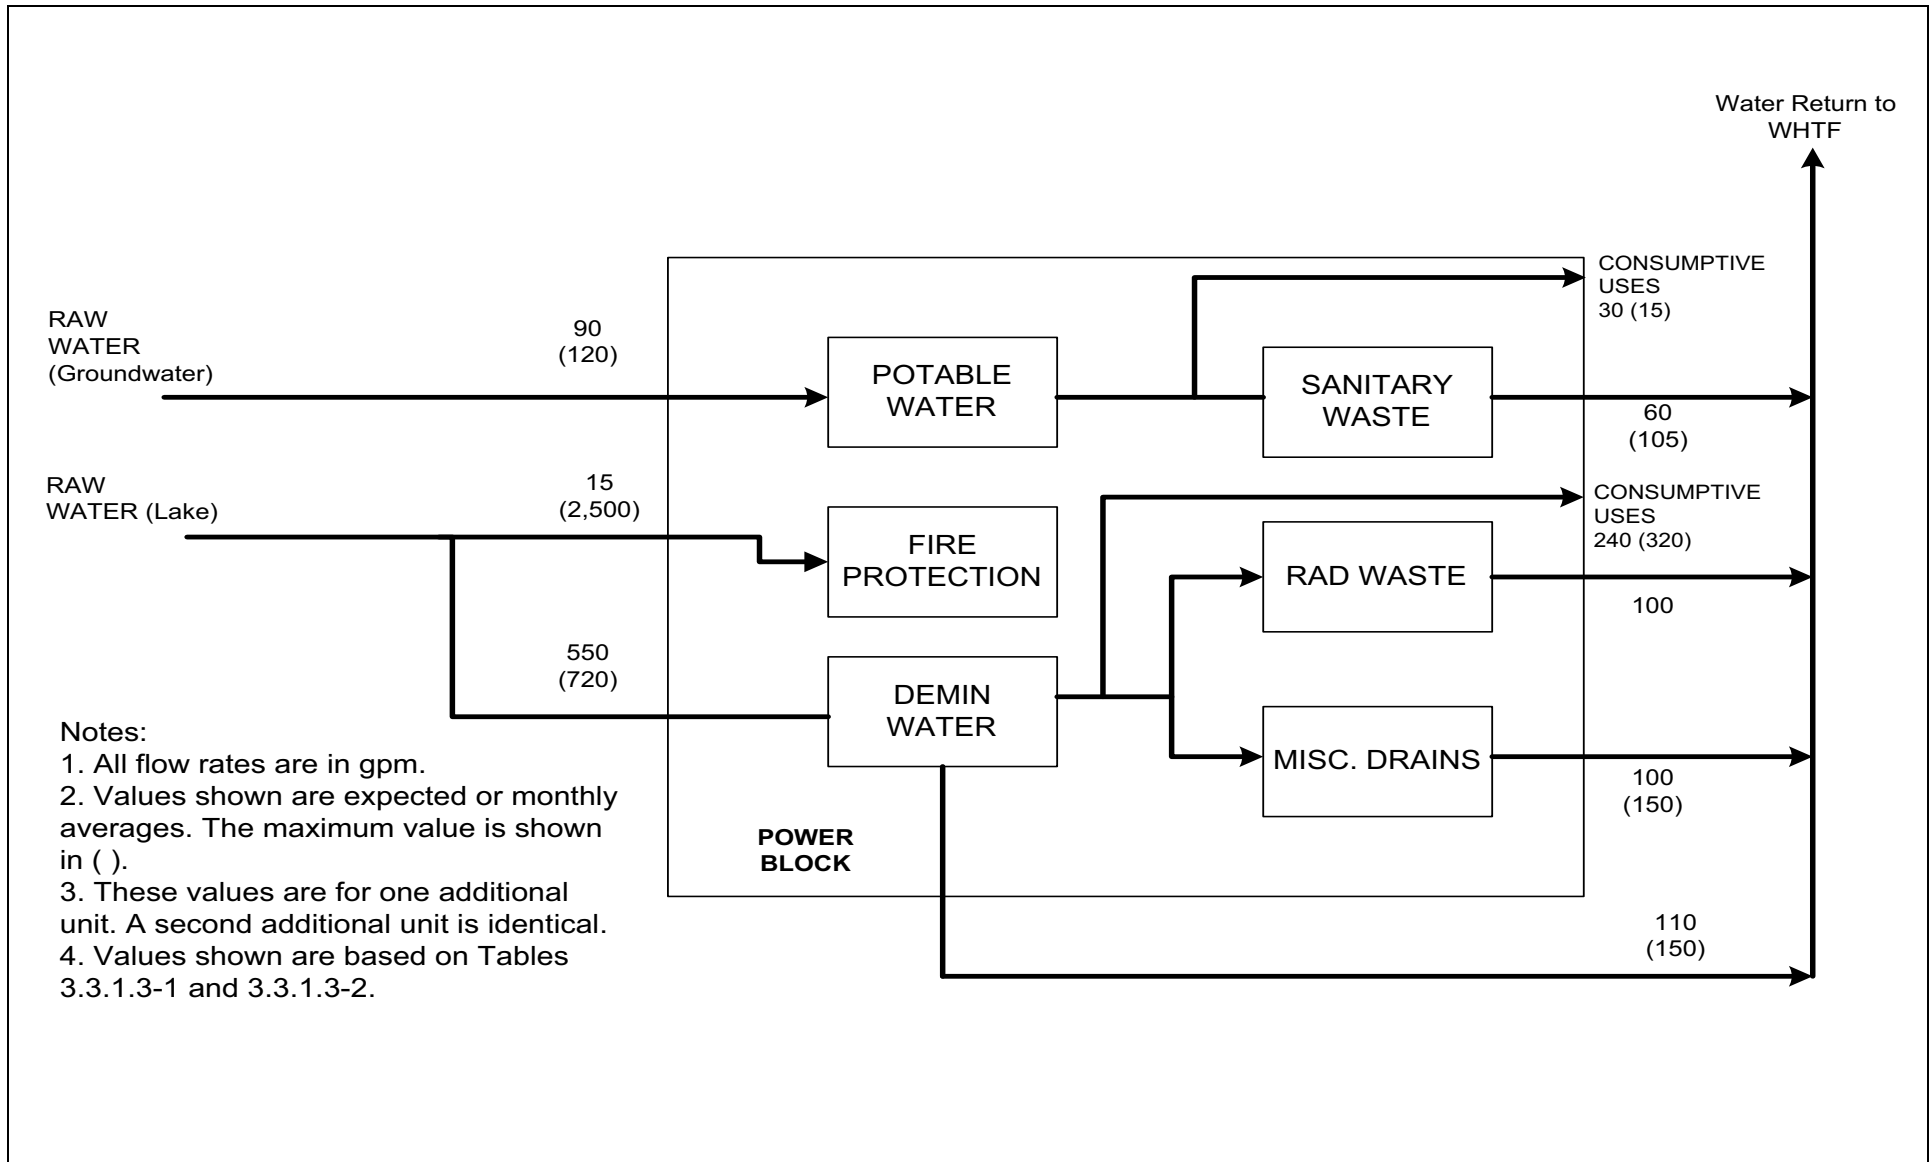 Water Return to
WHTF
CONSUMPTIVE
USES
30 (15)
RAW
WATER
(Groundwater)
90
(120)
POTABLE
WATER
SANITARY
WASTE
60
(105)
RAW
WATER (Lake)
15
(2,500)
FIRE
PROTECTION
CONSUMPTIVE
USES
240 (320)
RAD WASTE
100
550
(720)
DEMIN
WATER
MISC. DRAINS
100
(150)
POWER
BLOCK
110
(150)
Notes:
1. All flow rates are in gpm.
2. Values shown are expected or monthly
averages. The maximum value is shown
in ( ).
3. These values are for one additional
unit. A second additional unit is identical.
4. Values shown are based on Tables
3.3.1.3-1 and 3.3.1.3-2.